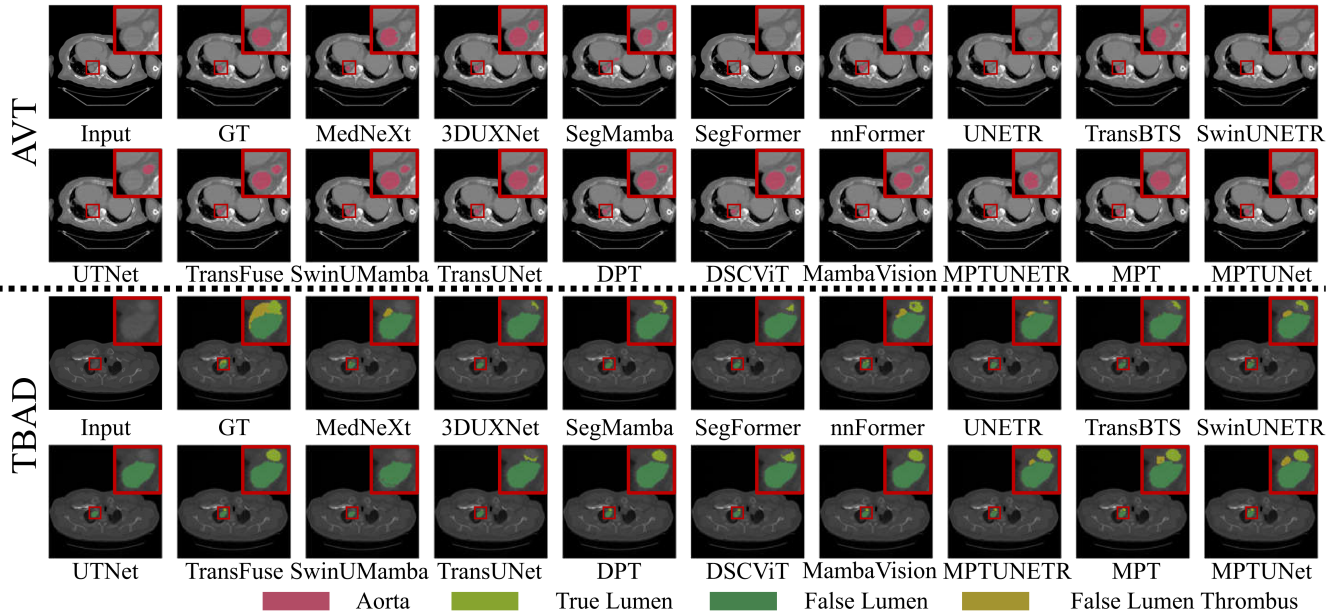 AVT
Input GT MedNeXt 3DUXNet SegMamba SegFormer nnFormer UNETR TransBTS SwinUNETR
UTNet TransFuse SwinUMamba TransUNet DPT DSCViT MambaVision MPTUNETR MPT MPTUNet
TBAD
Input GT MedNeXt 3DUXNet SegMamba SegFormer nnFormer UNETR TransBTS SwinUNETR
UTNet TransFuse SwinUMamba TransUNet DPT DSCViT MambaVision MPTUNETR MPT MPTUNet
Aorta True Lumen False Lumen False Lumen Thrombus